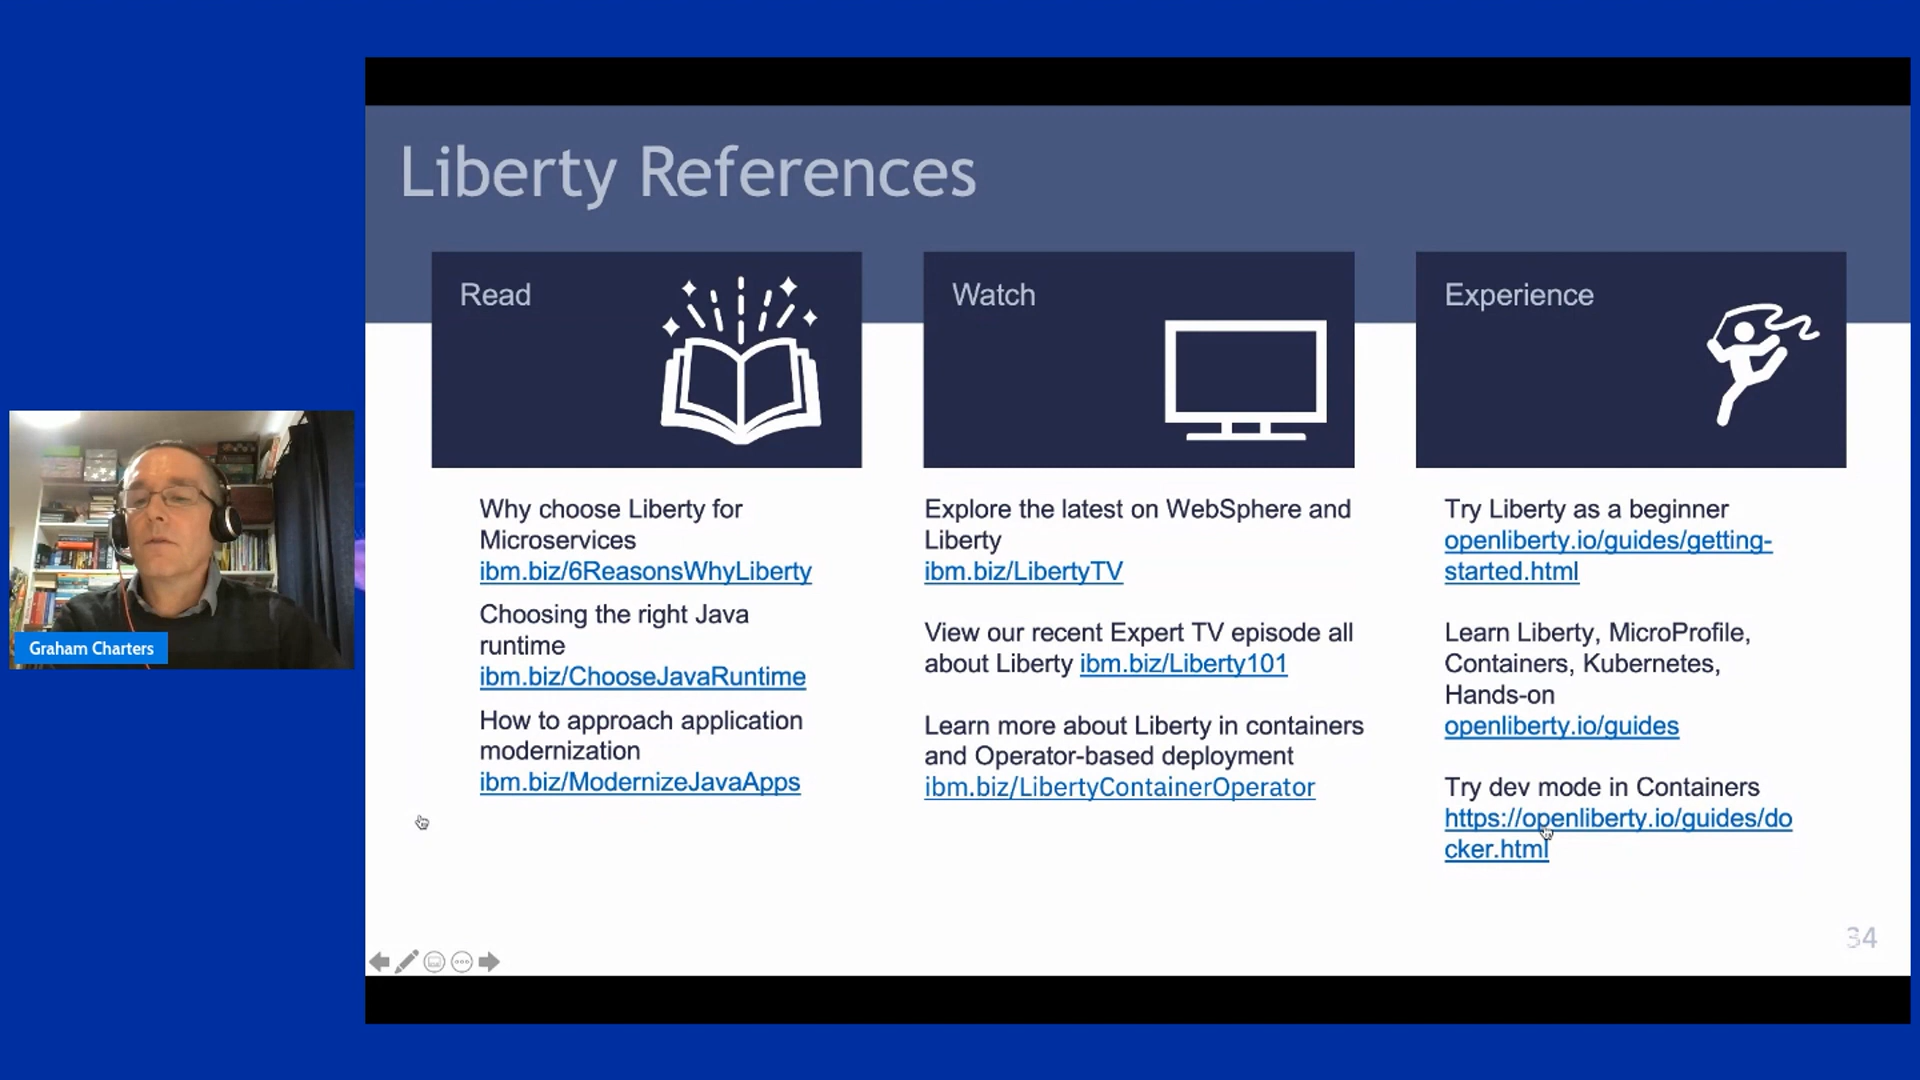 Liberty References
Read
Why choose Liberty for
Microservices
ibm.biz/6ReasonsWhyLiberty
Choosing the right Java
runtime
ibm.biz/ChooseJavaRuntime
How to approach application
modernization
ibm.biz/ModernizeJavaApps
Watch
Explore the latest on WebSphere and
Liberty
ibm.biz/LibertyTV
View our recent Expert TV episode all
about Liberty ibm.biz/Liberty101
Learn more about Liberty in containers
and Operator-based deployment
ibm.biz/LibertyContainerOperator
Experience
Try Liberty as a beginner
openliberty.io/guides/getting-
started.html
Learn Liberty, MicroProfile,
Containers, Kubernetes,
Hands-on
openliberty.io/guides
Try dev mode in Containers
https://openliberty.io/guides/do
cker.html
34
Graham Charters